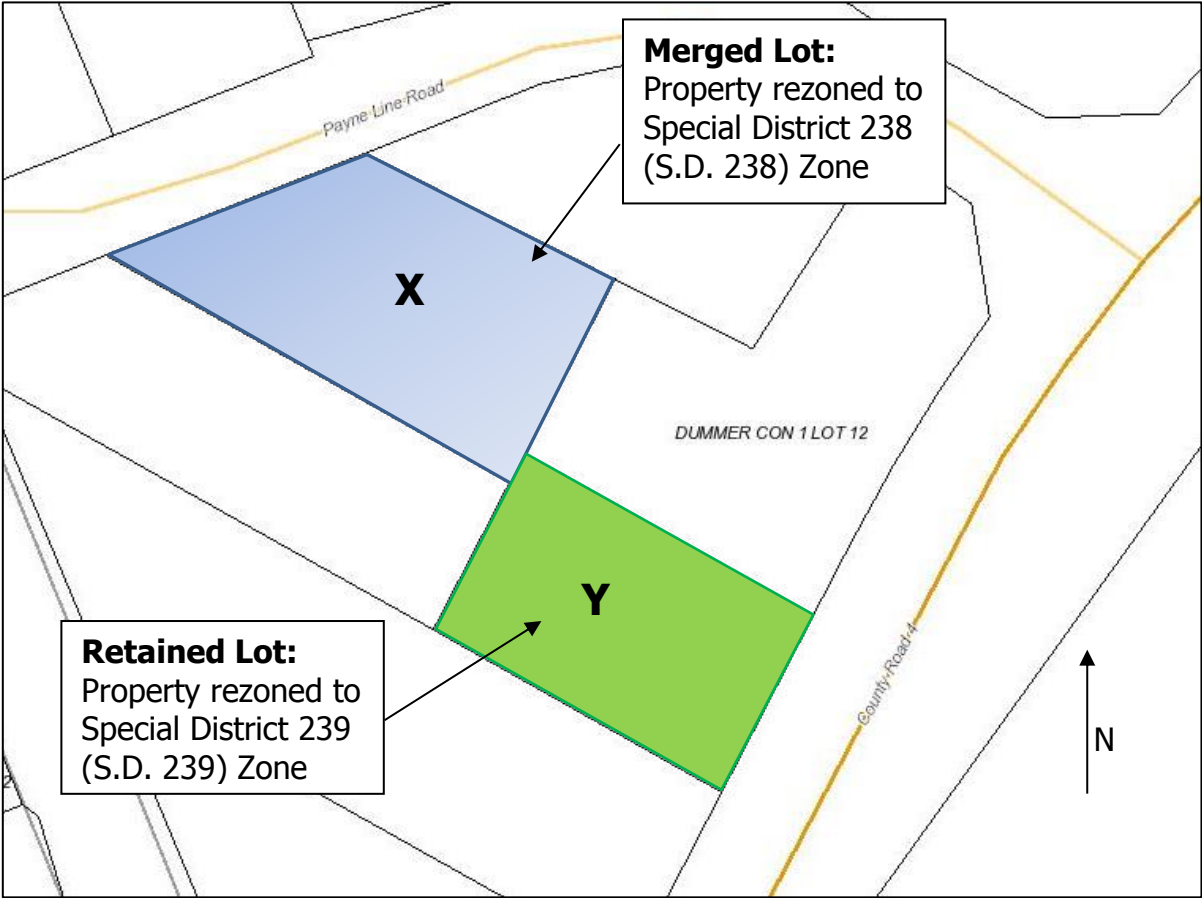 Merged Lot:
Property rezoned to
Special District 238
(S.D. 238) Zone
Payne Line Road
X
DUMMER CON 1 LOT 12
Y
Retained Lot:
Property rezoned to
Special District 239
(S.D. 239) Zone
County Road 4
N
2